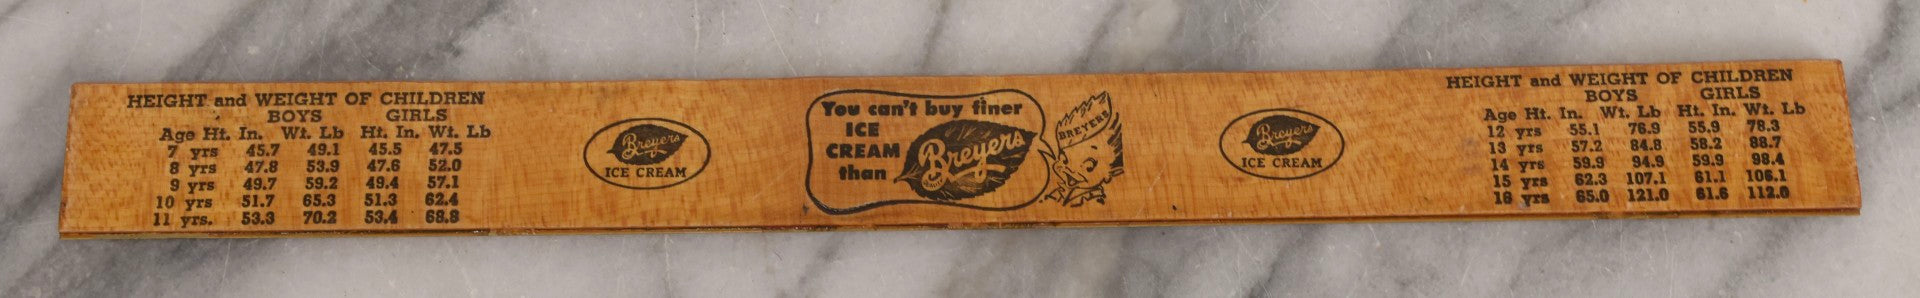 HEIGHT and WEIGHT OF CHILDREN
BOYS GIRLS
Age Ht. In. Wt. Lb Ht. In. Wt. Lb
7 yrs 45.7 49.1 45.5 47.5
8 yrs 47.8 53.9 47.6 52.0
9 yrs 49.7 59.2 49.4 57.1
10 yrs 51.7 65.3 51.3 62.4
11 yrs. 53.3 70.2 53.4 68.8
Breyers
ICE CREAM
You can't buy finer
ICE
CREAM
than
Breyers
BREYERS
Breyers
ICE CREAM
HEIGHT and WEIGHT OF CHILDREN
BOYS GIRLS
Age Ht. In. Wt. Lb Ht. In. Wt. Lb
12 yrs 55.1 76.9 55.9 78.3
13 yrs 57.2 84.8 58.2 88.7
14 yrs 59.9 94.9 59.9 98.4
15 yrs 62.3 107.1 61.1 106.1
16 yrs 65.0 121.0 61.6 112.0